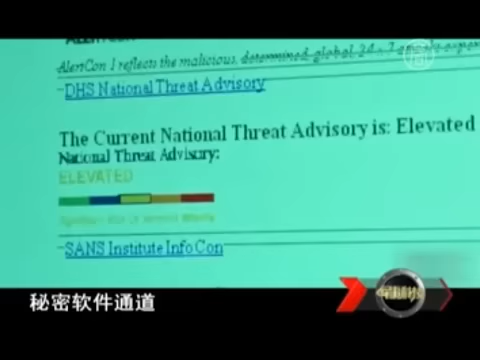 AlertCon 1 reflects the malicious, determined, global, 24 x 7
DHS National Threat Advisory
The Current National Threat Advisory is: Elevated
National Threat Advisory:
ELEVATED
SANS Institute InfoCon
秘密软件通道